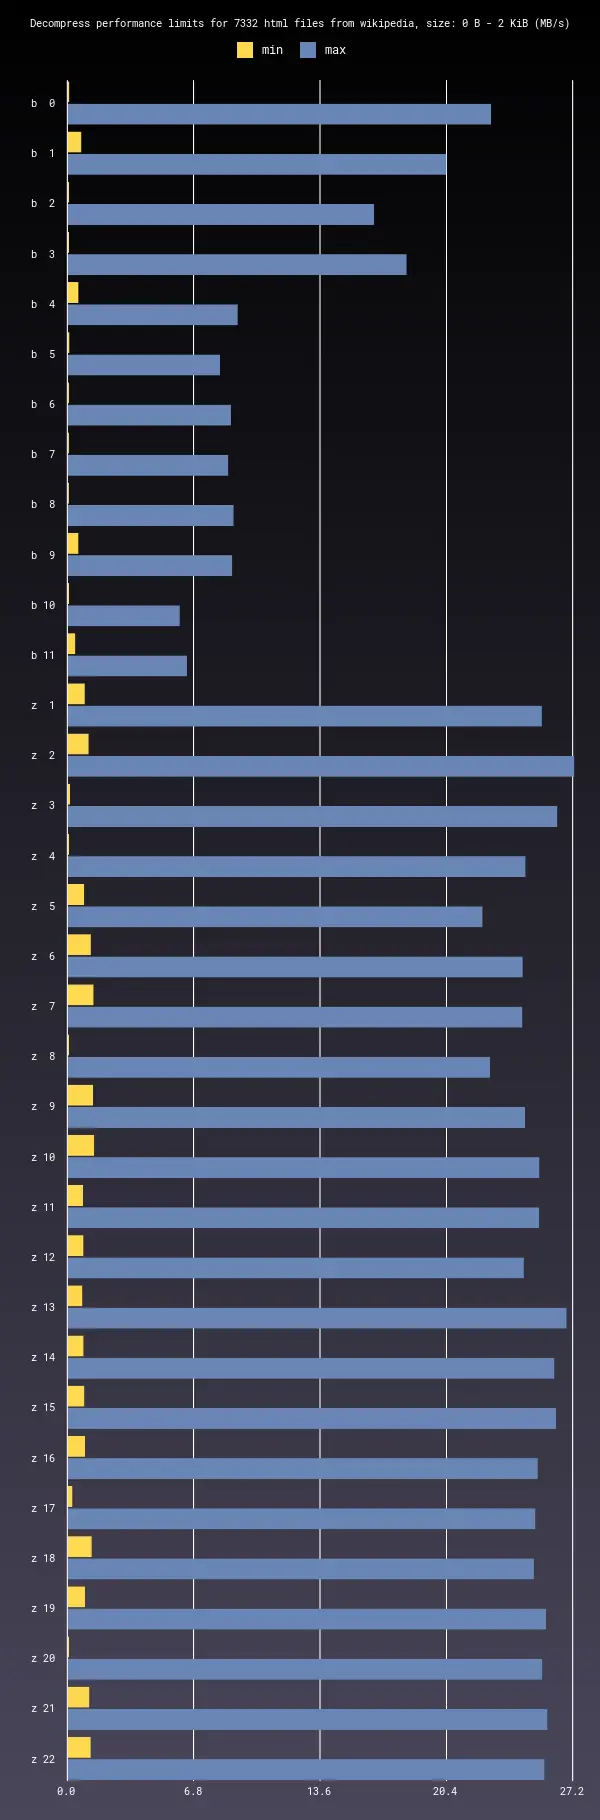 Decompress performance limits for 7332 html files from wikipedia, size: 0 B - 2 KiB (MB/s)
min max
b 0
b 1
b 2
b 3
b 4
b 5
b 6
b 7
b 8
b 9
b 10
b 11
z 1
z 2
z 3
z 4
z 5
z 6
z 7
z 8
z 9
z 10
z 11
z 12
z 13
z 14
z 15
z 16
z 17
z 18
z 19
z 20
z 21
z 22
0.0 6.8 13.6 20.4 27.2